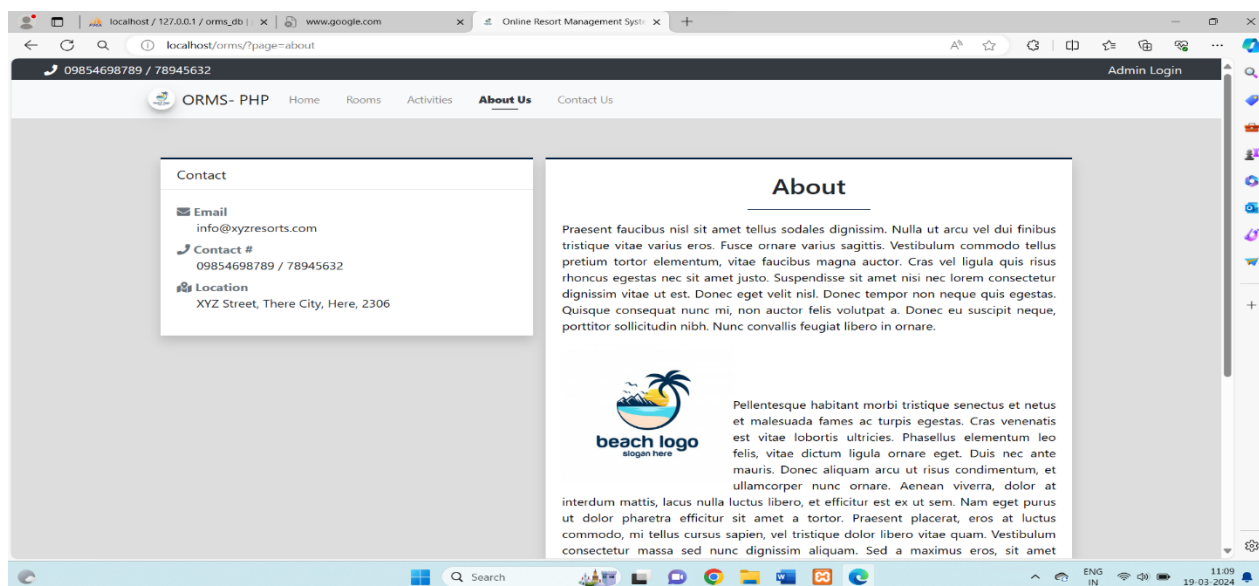 localhost / 127.0.0.1 / orms_db |
www.google.com
Online Resort Management Syst
localhost/orms/?page=about
09854698789 / 78945632
Admin Login
ORMS- PHP Home Rooms Activities About Us Contact Us
Contact
Email
info@xyzresorts.com
Contact #
09854698789 / 78945632
Location
XYZ Street, There City, Here, 2306
About
Praesent faucibus nisl sit amet tellus sodales dignissim. Nulla ut arcu vel dui finibus
tristique vitae varius eros. Fusce ornare varius sagittis. Vestibulum commodo tellus
pretium tortor elementum, vitae faucibus magna auctor. Cras vel ligula quis risus
rhoncus egestas nec sit amet justo. Suspendisse sit amet nisi nec lorem consectetur
dignissim vitae ut est. Donec eget velit nisl. Donec tempor non neque quis egestas.
Quisque consequat nunc mi, non auctor felis volutpat a. Donec eu suscipit neque,
porttitor sollicitudin nibh. Nunc convallis feugiat libero in ornare.
beach logo
slogan here
Pellentesque habitant morbi tristique senectus et netus
et malesuada fames ac turpis egestas. Cras venenatis
est vitae lobortis ultricies. Phasellus elementum leo
felis, vitae dictum ligula ornare eget. Duis nec ante
mauris. Donec aliquam arcu ut risus condimentum, et
ullamcorper nunc ornare. Aenean viverra, dolor at
interdum mattis, lacus nulla luctus libero, et efficitur est ex ut sem. Nam eget purus
ut dolor pharetra efficitur sit amet a tortor. Praesent placerat, eros at luctus
commodo, mi tellus cursus sapien, vel tristique dolor libero vitae quam. Vestibulum
consectetur massa sed nunc dignissim aliquam. Sed a maximus eros, sit amet
Search
ENG
IN
11:09
19-03-2024